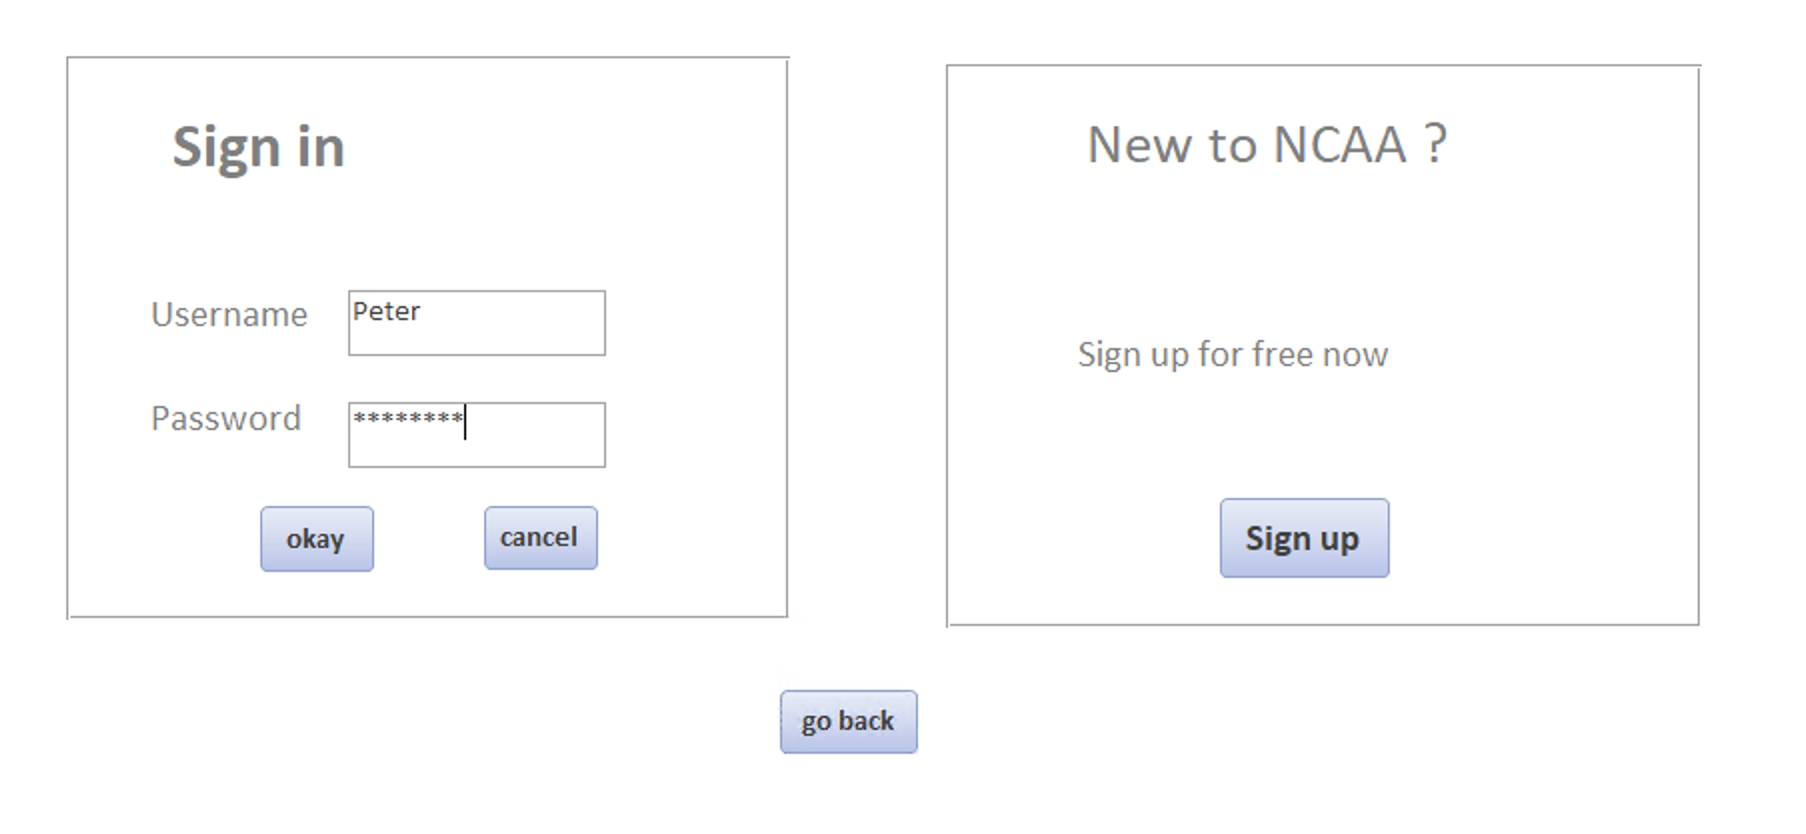 Sign in
Username Peter
Password ********
okay cancel
New to NCAA ?
Sign up for free now
Sign up
go back